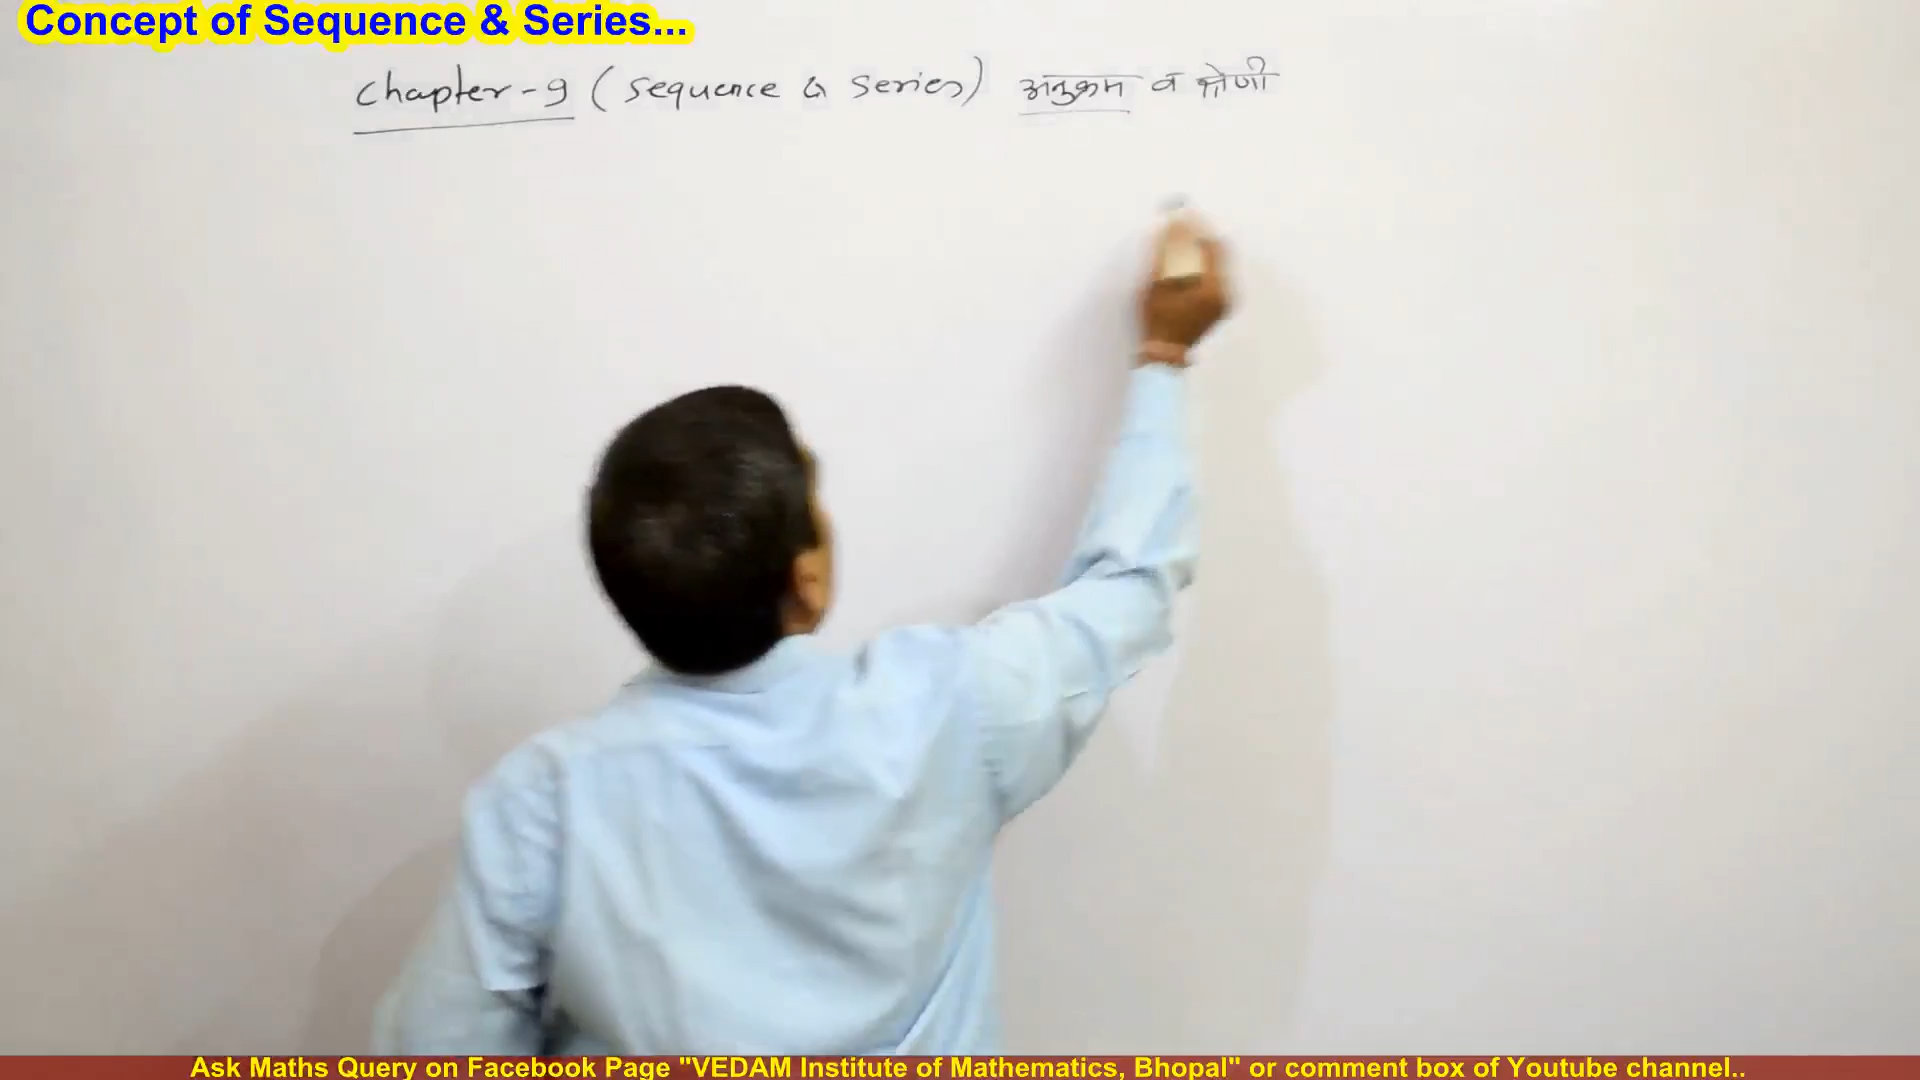 Concept of Sequence & Series...
Chapter-9 (Sequence & Series) अनुक्रम व श्रेणी
Ask Maths Query on Facebook Page "VEDAM Institute of Mathematics, Bhopal" or comment box of Youtube channel..